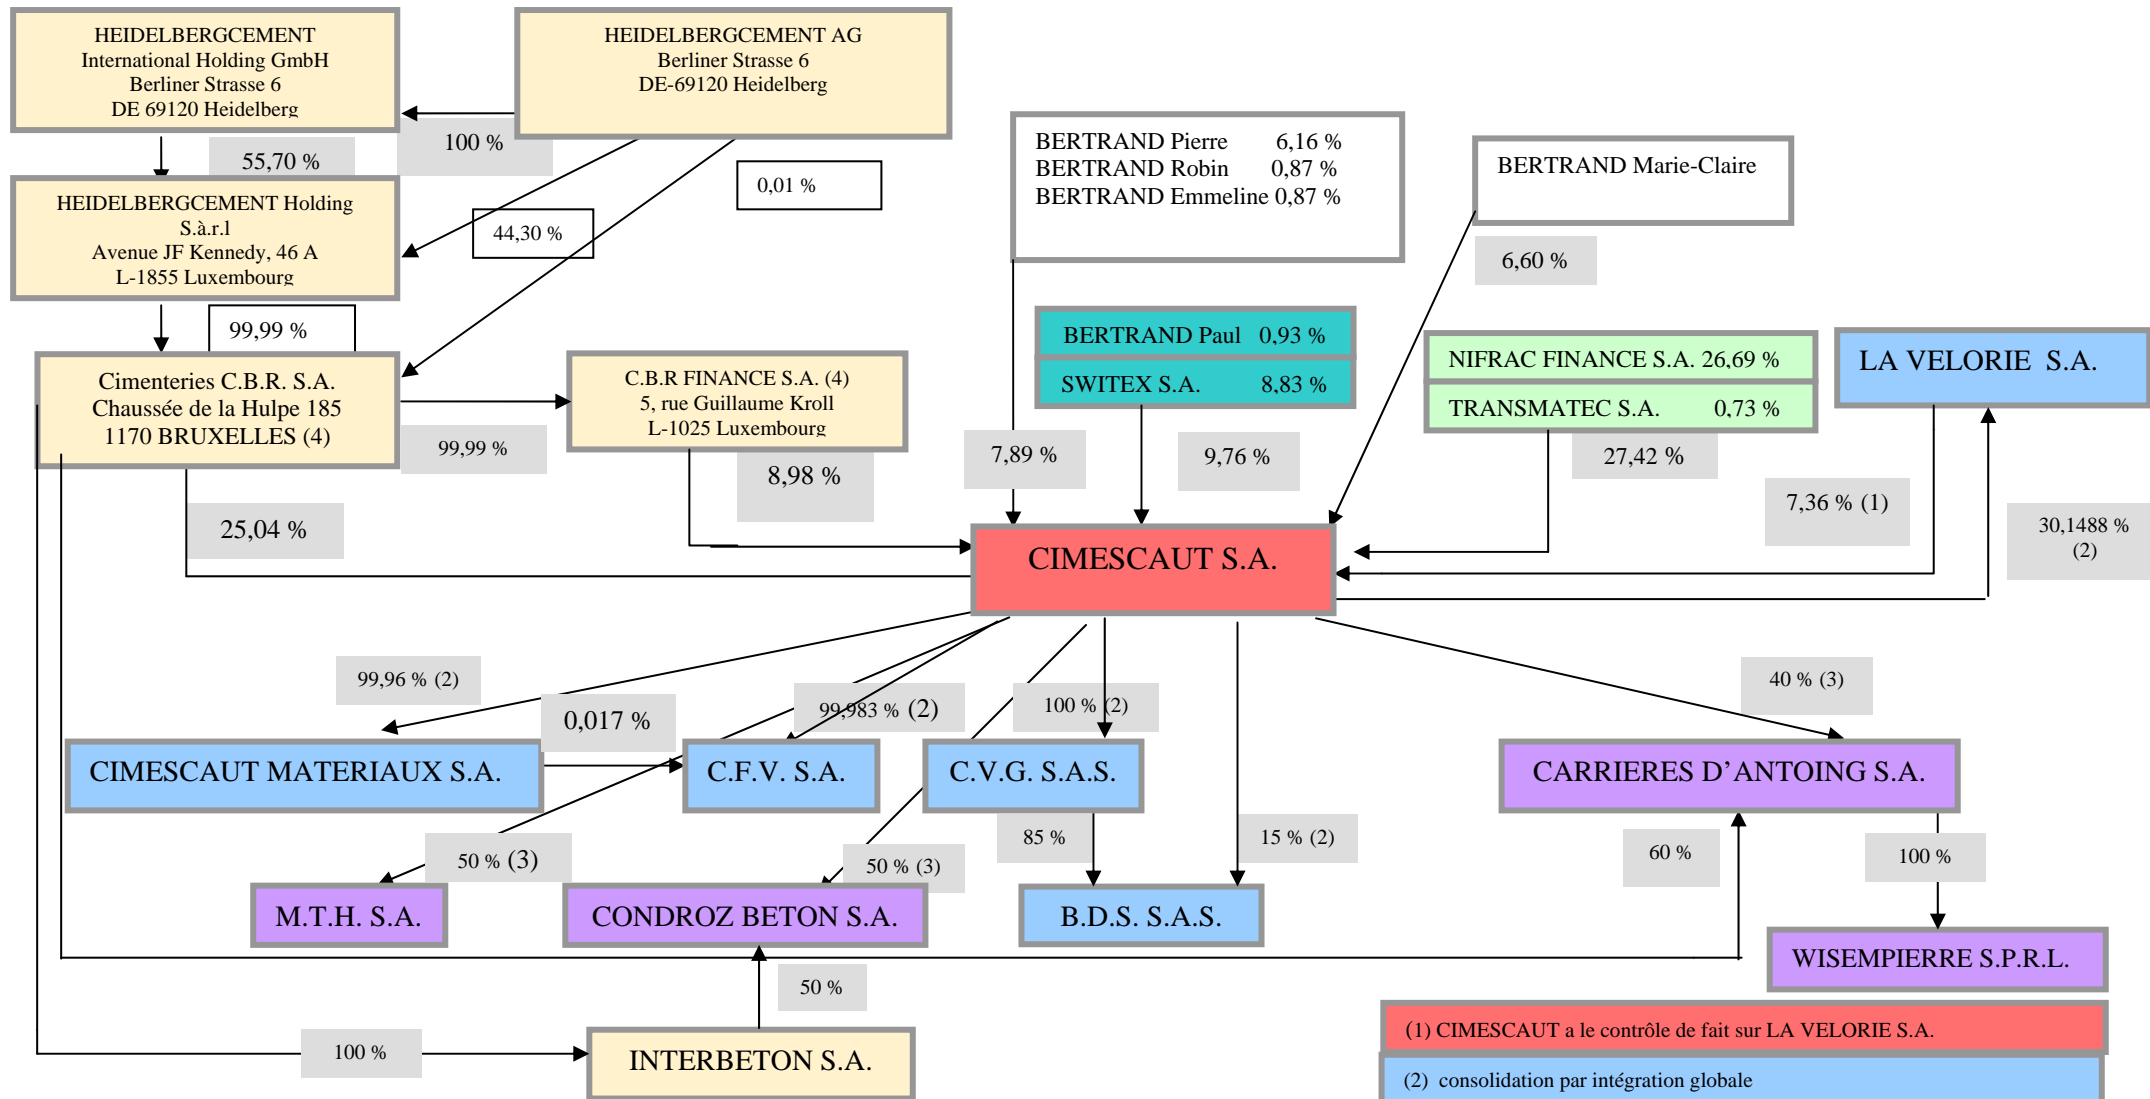 HEIDELBERGCEMENT
International Holding GmbH
Berliner Strasse 6
DE 69120 Heidelberg
HEIDELBERGCEMENT AG
Berliner Strasse 6
DE-69120 Heidelberg
100 %
55,70 %
0,01 %
44,30 %
HEIDELBERGCEMENT Holding
S.à.r.l
Avenue JF Kennedy, 46 A
L-1855 Luxembourg
99,99 %
BERTRAND Pierre 6,16 %
BERTRAND Robin 0,87 %
BERTRAND Emmeline 0,87 %
BERTRAND Marie-Claire
6,60 %
Cimenteries C.B.R. S.A.
Chaussée de la Hulpe 185
1170 BRUXELLES (4)
99,99 %
C.B.R FINANCE S.A. (4)
5, rue Guillaume Kroll
L-1025 Luxembourg
BERTRAND Paul 0,93 %
SWITEX S.A. 8,83 %
NIFRAC FINANCE S.A. 26,69 %
TRANSMATEC S.A. 0,73 %
LA VELORIE S.A.
25,04 %
8,98 %
7,89 %
9,76 %
27,42 %
7,36 % (1)
30,1488 %
(2)
CIMESCAUT S.A.
99,96 % (2)
0,017 %
99,983 % (2)
100 % (2)
40 % (3)
CIMESCAUT MATERIAUX S.A.
C.F.V. S.A.
C.V.G. S.A.S.
CARRIERES D’ANTOING S.A.
50 % (3)
50 % (3)
85 %
15 % (2)
60 %
100 %
M.T.H. S.A.
CONDROZ BETON S.A.
B.D.S. S.A.S.
WISEMPIERRE S.P.R.L.
50 %
100 %
INTERBETON S.A.
(1) CIMESCAUT a le contrôle de fait sur LA VELORIE S.A.
(2) consolidation par intégration globale